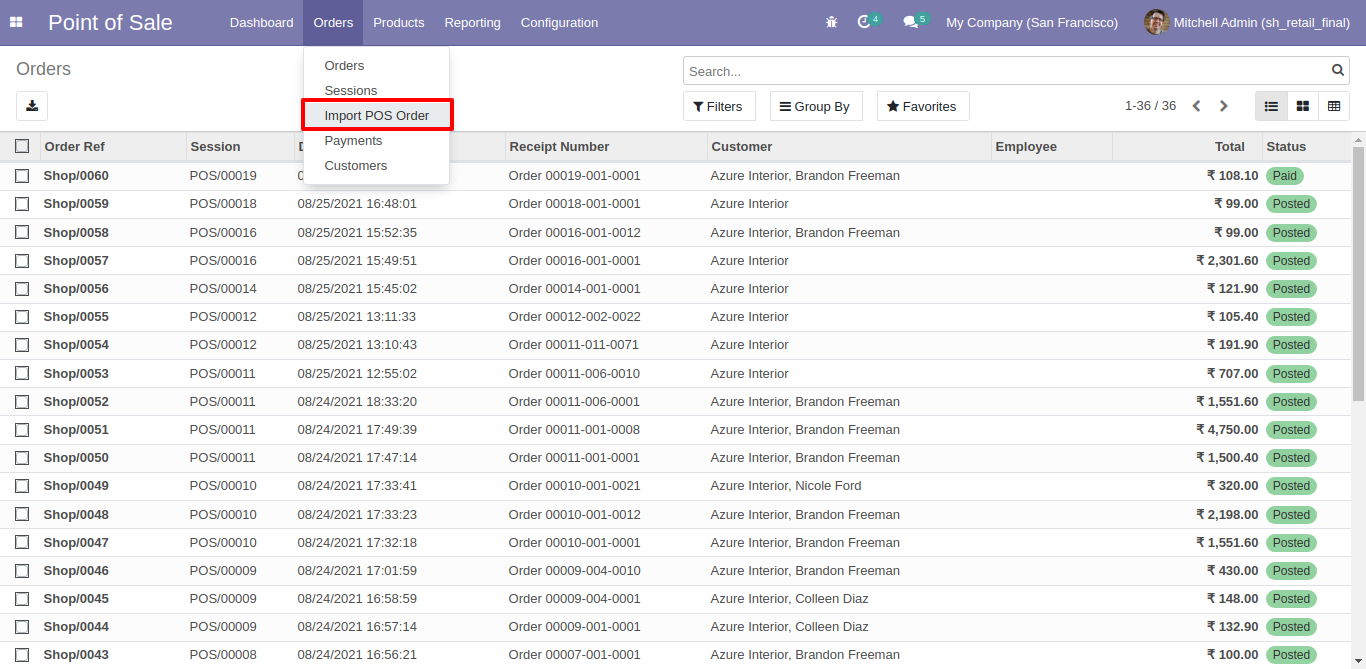 Point of Sale Dashboard Orders Products Reporting Configuration 4 5 My Company (San Francisco) Mitchell Admin (sh_retail_final)
Orders
Search...
Filters Group By Favorites 1-36 / 36
Orders
Sessions
Import POS Order
Payments
Customers
Order Ref Session Receipt Number Customer Employee Total Status
Shop/0060 POS/00019 Order 00019-001-0001 Azure Interior, Brandon Freeman ₹ 108.10 Paid
Shop/0059 POS/00018 08/25/2021 16:48:01 Order 00018-001-0001 Azure Interior ₹ 99.00 Posted
Shop/0058 POS/00016 08/25/2021 15:52:35 Order 00016-001-0012 Azure Interior, Brandon Freeman ₹ 99.00 Posted
Shop/0057 POS/00016 08/25/2021 15:49:51 Order 00016-001-0001 Azure Interior ₹ 2,301.60 Posted
Shop/0056 POS/00014 08/25/2021 15:45:02 Order 00014-001-0001 Azure Interior ₹ 121.90 Posted
Shop/0055 POS/00012 08/25/2021 13:11:33 Order 00012-002-0022 Azure Interior ₹ 105.40 Posted
Shop/0054 POS/00012 08/25/2021 13:10:43 Order 00011-011-0071 Azure Interior ₹ 191.90 Posted
Shop/0053 POS/00011 08/25/2021 12:55:02 Order 00011-006-0010 Azure Interior ₹ 707.00 Posted
Shop/0052 POS/00011 08/24/2021 18:33:20 Order 00011-006-0001 Azure Interior, Brandon Freeman ₹ 1,551.60 Posted
Shop/0051 POS/00011 08/24/2021 17:49:39 Order 00011-001-0008 Azure Interior, Brandon Freeman ₹ 4,750.00 Posted
Shop/0050 POS/00011 08/24/2021 17:47:14 Order 00011-001-0001 Azure Interior, Brandon Freeman ₹ 1,500.40 Posted
Shop/0049 POS/00010 08/24/2021 17:33:41 Order 00010-001-0021 Azure Interior, Nicole Ford ₹ 320.00 Posted
Shop/0048 POS/00010 08/24/2021 17:33:23 Order 00010-001-0012 Azure Interior, Brandon Freeman ₹ 2,198.00 Posted
Shop/0047 POS/00010 08/24/2021 17:32:18 Order 00010-001-0001 Azure Interior, Brandon Freeman ₹ 1,551.60 Posted
Shop/0046 POS/00009 08/24/2021 17:01:59 Order 00009-004-0010 Azure Interior, Brandon Freeman ₹ 430.00 Posted
Shop/0045 POS/00009 08/24/2021 16:58:59 Order 00009-004-0001 Azure Interior, Colleen Diaz ₹ 148.00 Posted
Shop/0044 POS/00009 08/24/2021 16:57:14 Order 00009-001-0001 Azure Interior, Colleen Diaz ₹ 132.90 Posted
Shop/0043 POS/00008 08/24/2021 16:56:21 Order 00007-001-0001 Azure Interior, Brandon Freeman ₹ 100.00 Posted